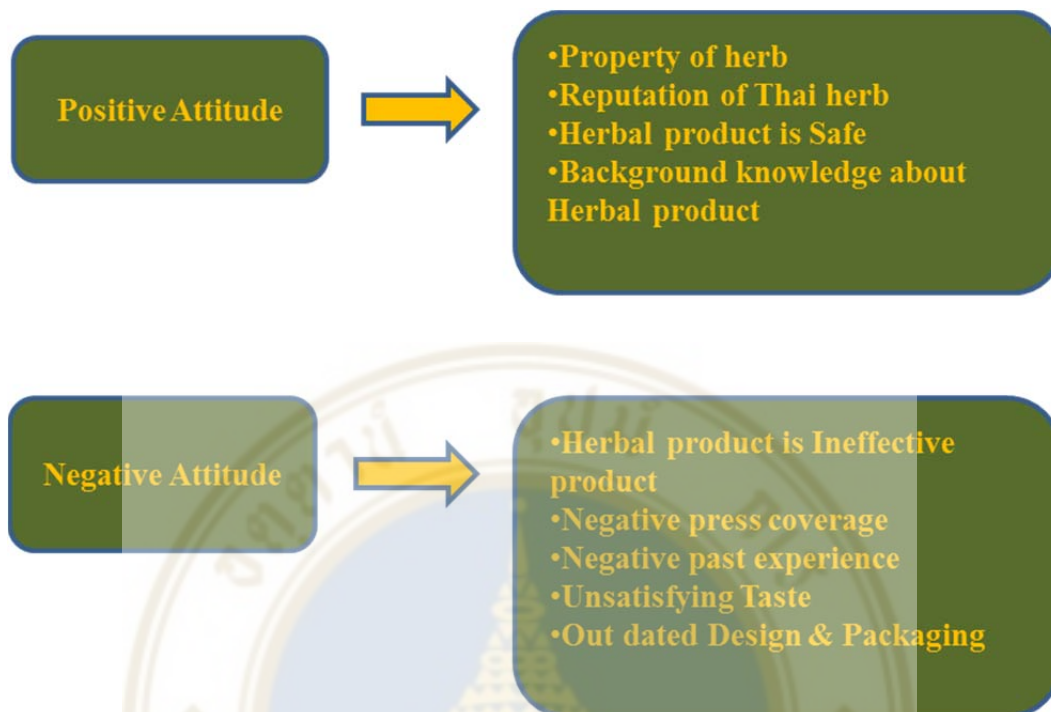 Positive Attitude
•Property of herb
•Reputation of Thai herb
•Herbal product is Safe
•Background knowledge about
Herbal product
Negative Attitude
•Herbal product is Ineffective
product
•Negative press coverage
•Negative past experience
•Unsatisfying Taste
•Out dated Design & Packaging